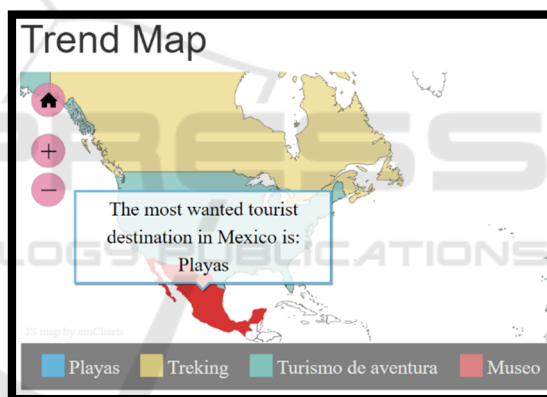 Trend Map
The most wanted tourist
destination in Mexico is:
Playas
JS map by amCharts
Playas
Treking
Turismo de aventura
Museo